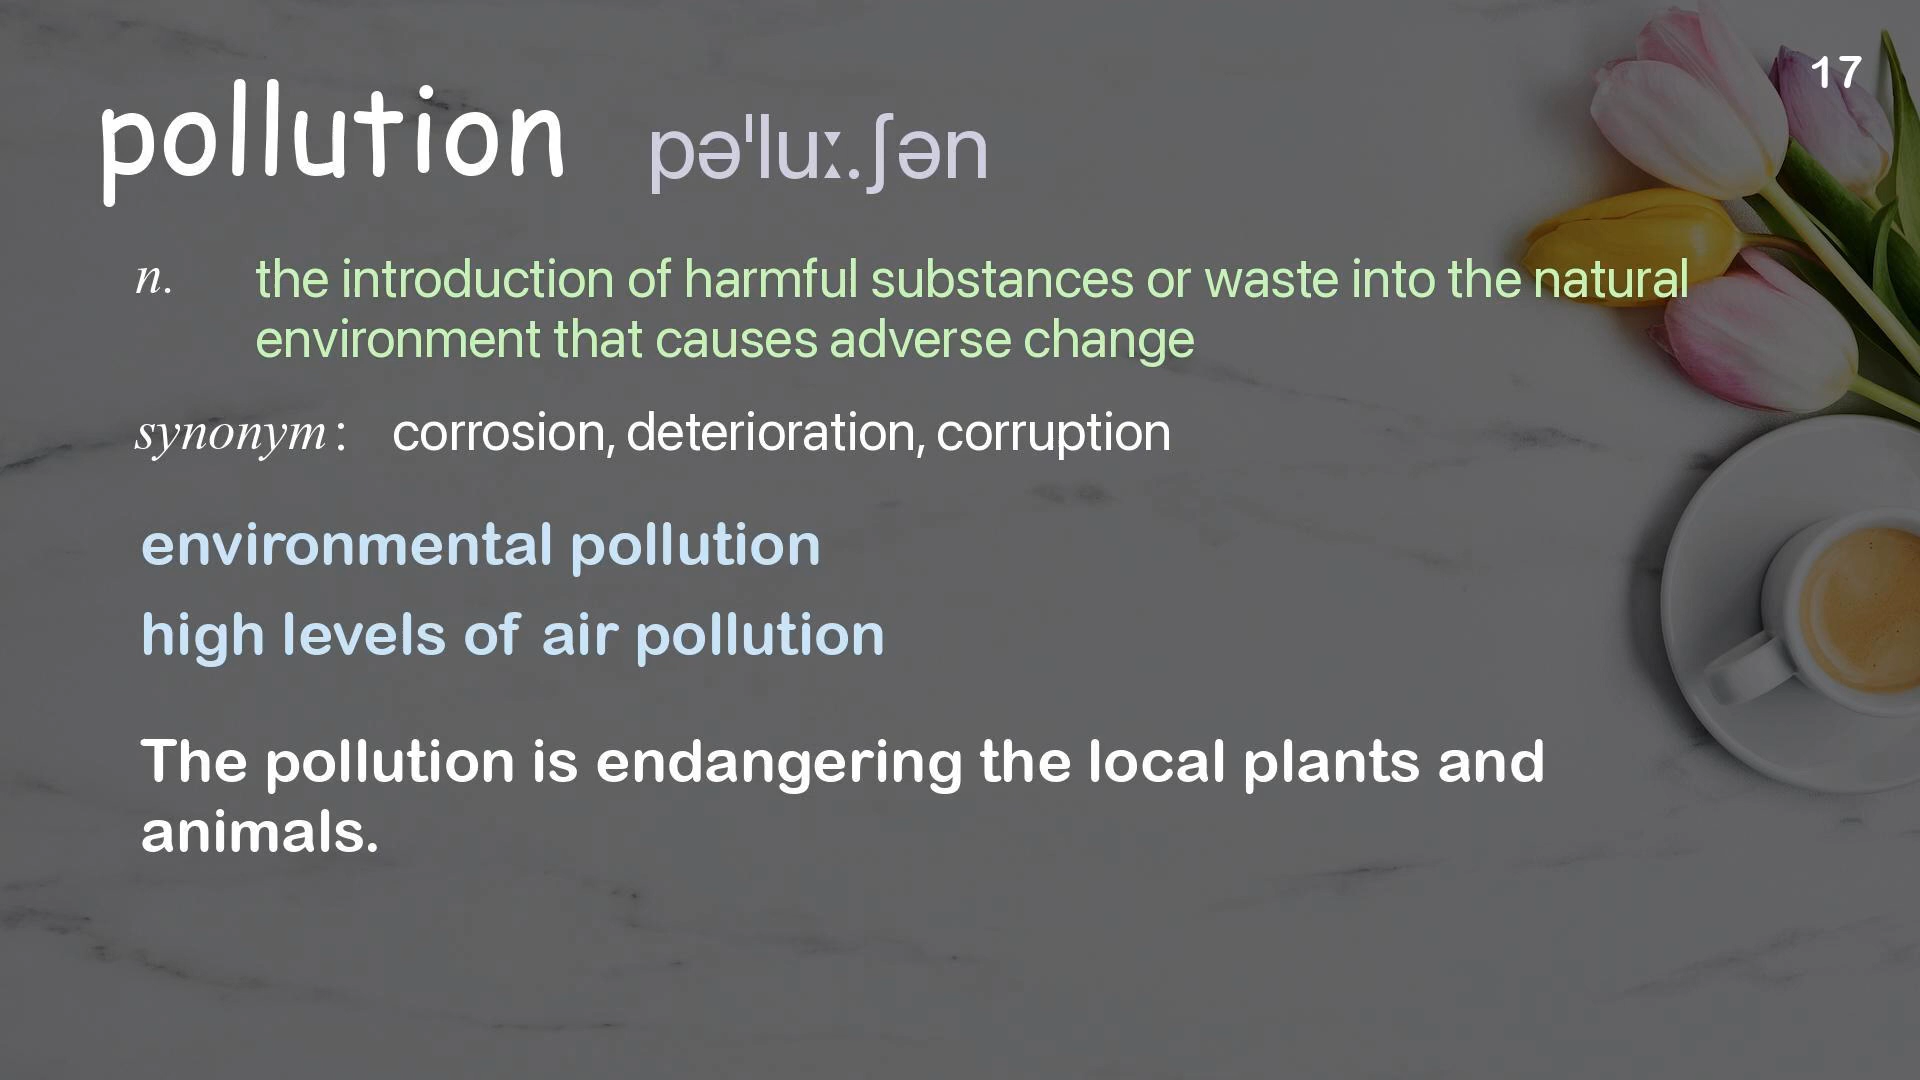 17
pollution pəˈluː.ʃən
n. the introduction of harmful substances or waste into the natural
environment that causes adverse change
synonym: corrosion, deterioration, corruption
environmental pollution
high levels of air pollution
The pollution is endangering the local plants and
animals.